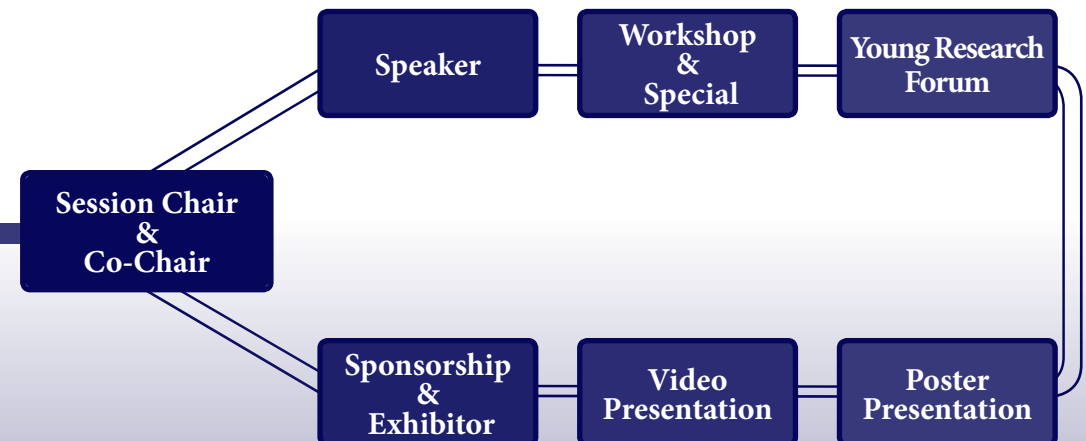 Speaker
Workshop
&
Special
Young Research
Forum
Session Chair
&
Co-Chair
Sponsorship
&
Exhibitor
Video
Presentation
Poster
Presentation